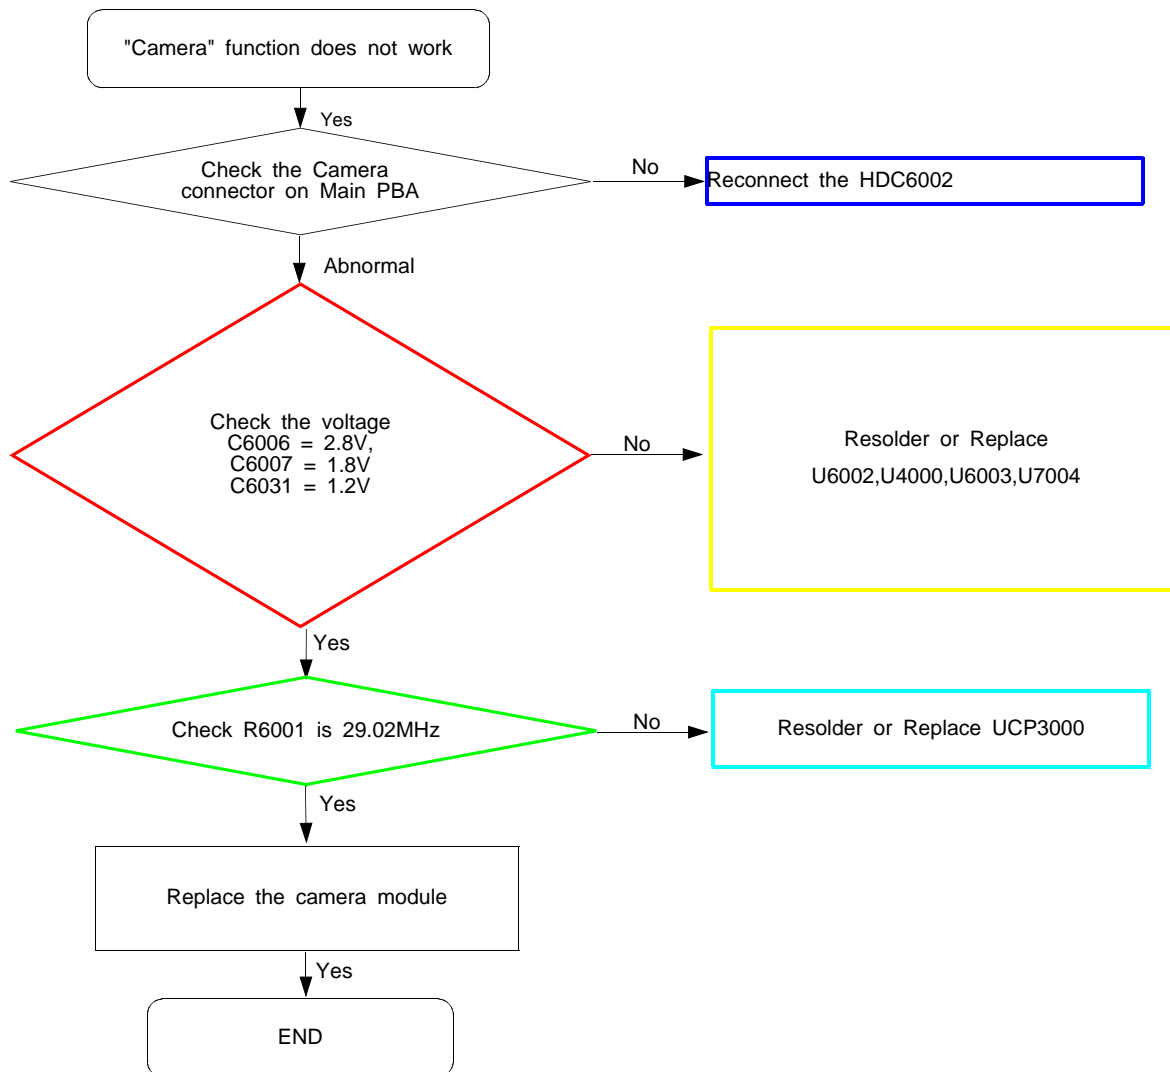 "Camera" function does not work
Yes
Check the Camera
connector on Main PBA
No
Reconnect the HDC6002
Abnormal
Check the voltage
C6006 = 2.8V,
C6007 = 1.8V
C6031 = 1.2V
No
Resolder or Replace
U6002,U4000,U6003,U7004
Yes
Check R6001 is 29.02MHz
No
Resolder or Replace UCP3000
Yes
Replace the camera module
Yes
END